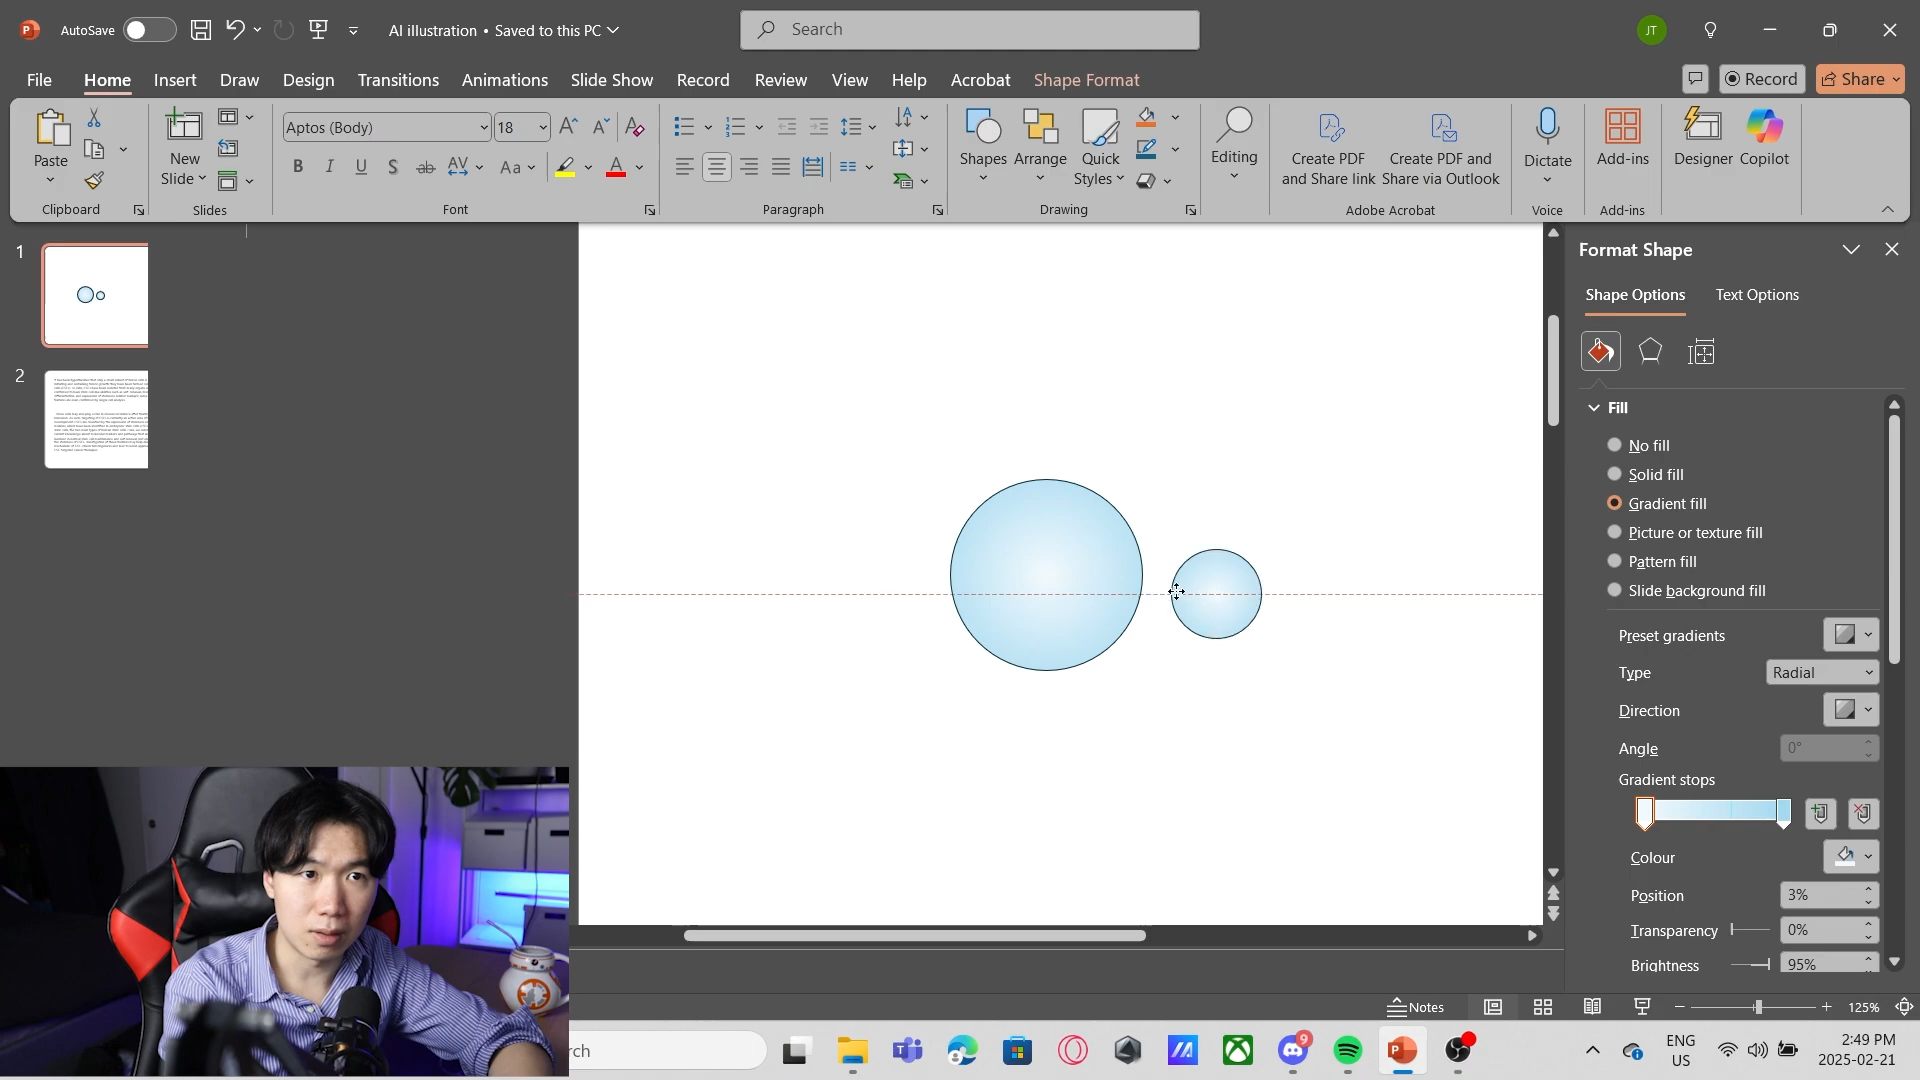 AutoSave
AI illustration • Saved to this PC
Search
JT
File Home Insert Draw Design Transitions Animations Slide Show Record Review View Help Acrobat Shape Format
Record
Share
Paste
New
Slide
Aptos (Body)
18
B I U S ab AV Aa A
Shapes
Arrange
Quick
Styles
Editing
Create PDF
and Share link
Create PDF and
Share via Outlook
Dictate
Add-ins
Designer
Copilot
Clipboard
Slides
Font
Paragraph
Drawing
Adobe Acrobat
Voice
Add-ins
1
2
Format Shape
Shape Options
Text Options
Fill
No fill
Solid fill
Gradient fill
Picture or texture fill
Pattern fill
Slide background fill
Preset gradients
Type
Radial
Direction
Angle
0°
Gradient stops
Colour
Position
3%
Transparency
0%
Brightness
95%
Notes
125%
rch
9
ENG
US
2:49 PM
2025-02-21